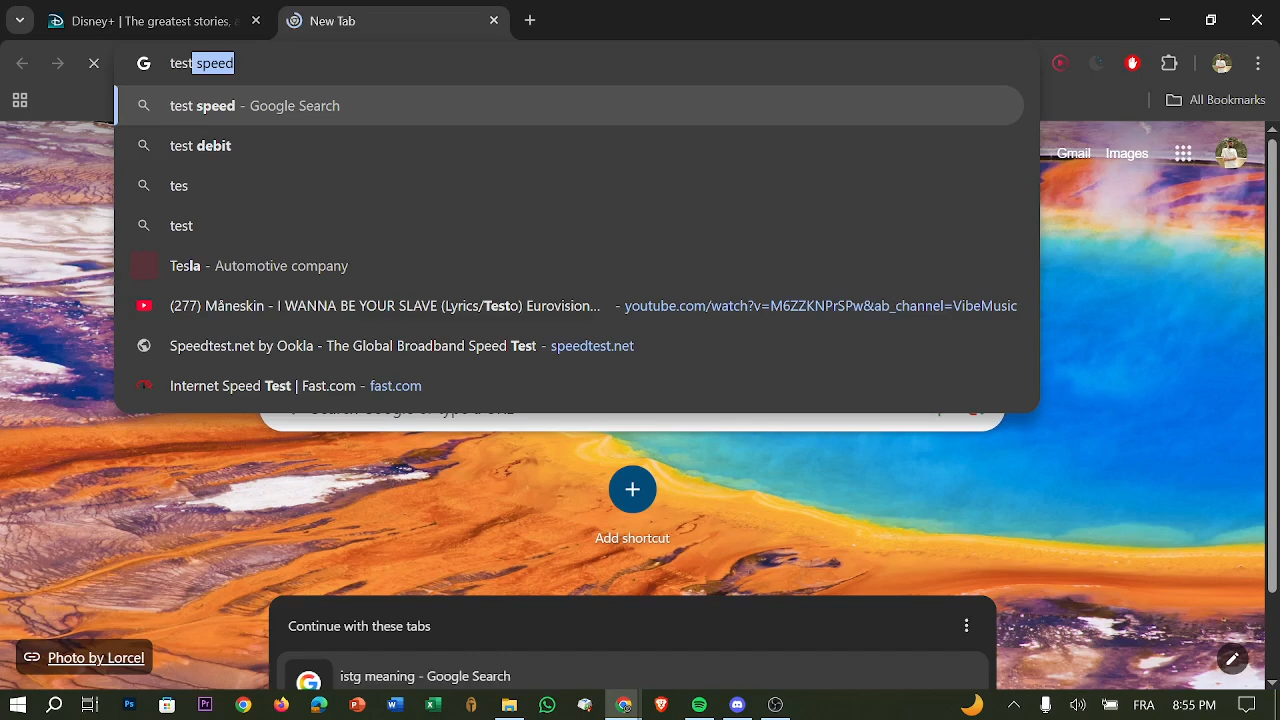 Disney+ | The greatest stories,
New Tab
test speed
All Bookmarks
test speed - Google Search
test debit
tes
test
Tesla - Automotive company
(277) Måneskin - I WANNA BE YOUR SLAVE (Lyrics/Testo) Eurovision... - youtube.com/watch?v=M6ZZKNPrSPw&ab_channel=VibeMusic
Speedtest.net by Ookla - The Global Broadband Speed Test - speedtest.net
Internet Speed Test | Fast.com - fast.com
Gmail Images
Add shortcut
Continue with these tabs
istg meaning - Google Search
Photo by Lorcel
FRA 8:55 PM